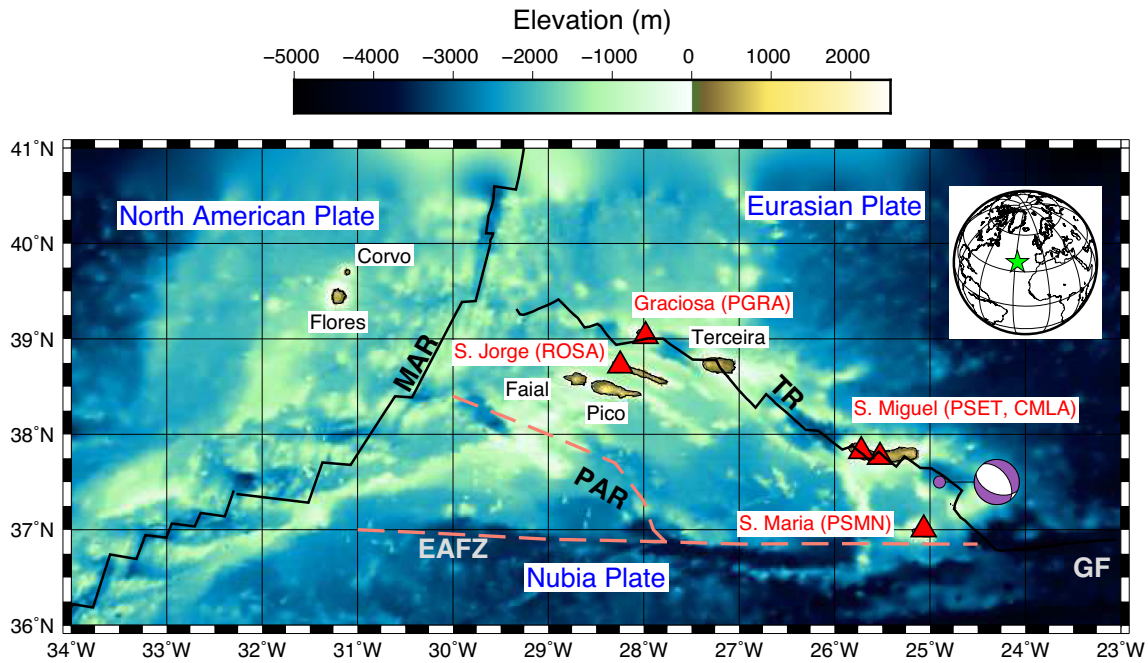 Elevation (m)
−5000 −4000 −3000 −2000 −1000 0 1000 2000
41˚N
North American Plate
Eurasian Plate
40˚N
Corvo
Flores
Graciosa (PGRA)
39˚N
MAR
S. Jorge (ROSA)
Terceira
Faial
Pico
TR
S. Miguel (PSET, CMLA)
38˚N
PAR
S. Maria (PSMN)
37˚N
EAFZ
Nubia Plate
GF
36˚N
34˚W 33˚W 32˚W 31˚W 30˚W 29˚W 28˚W 27˚W 26˚W 25˚W 24˚W 23˚W